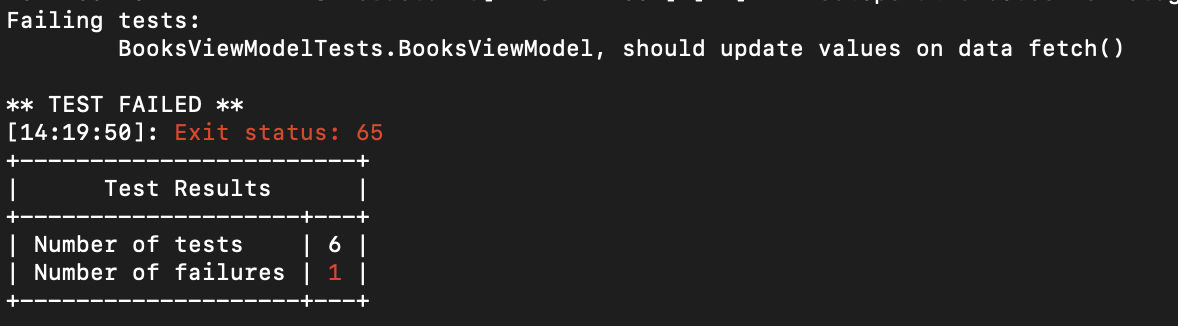 Failing tests:
        BooksViewModelTests.BooksViewModel, should update values on data fetch()
** TEST FAILED **
[14:19:50]: Exit status: 65
+------------------------+
|      Test Results      |
+--------------------+---+
| Number of tests    | 6 |
| Number of failures | 1 |
+--------------------+---+